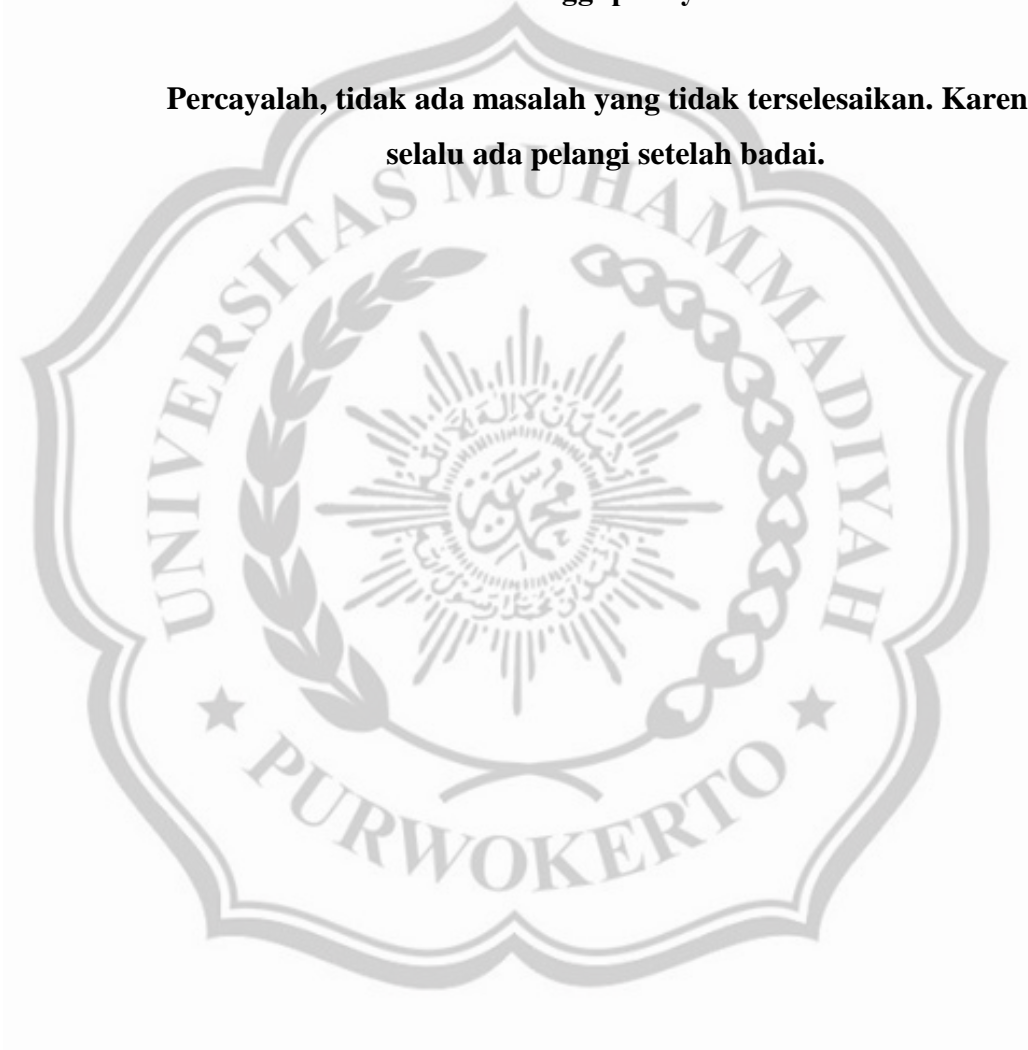 Percayalah, tidak ada masalah yang tidak terselesaikan. Karen
selalu ada pelangi setelah badai.
UNIVERSITAS MUHAMMADIYAH
PURWOKERTO